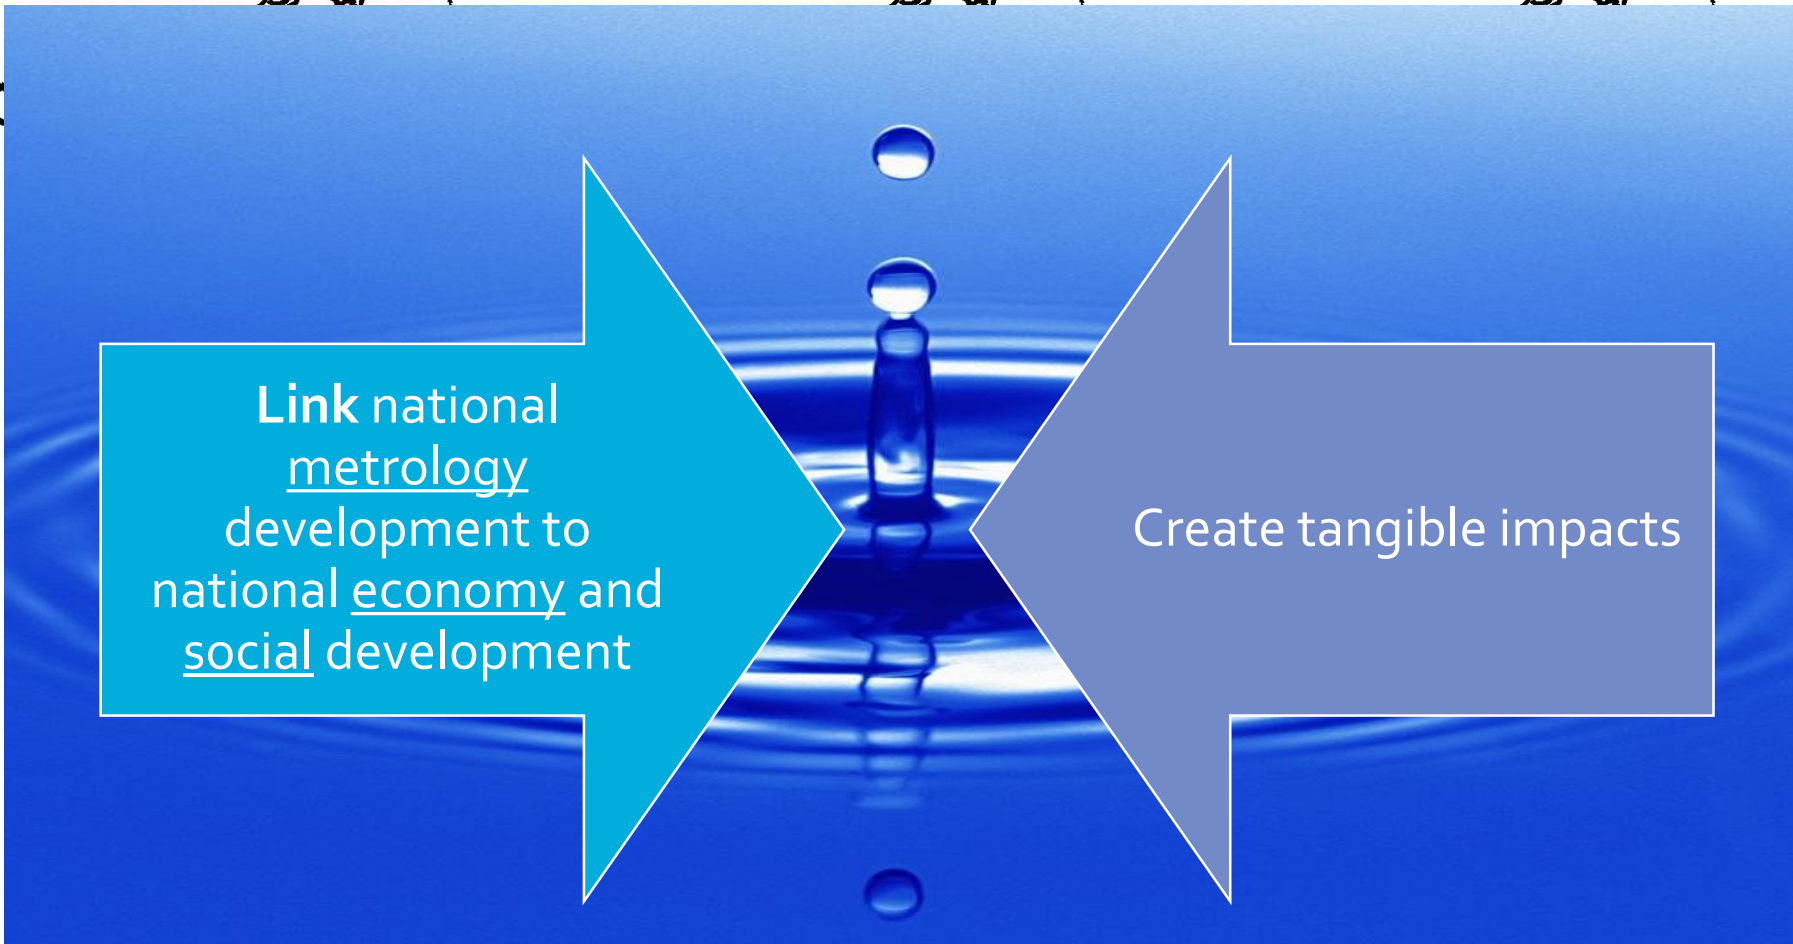 Link national
metrology
development to
national economy and
social development
Create tangible impacts